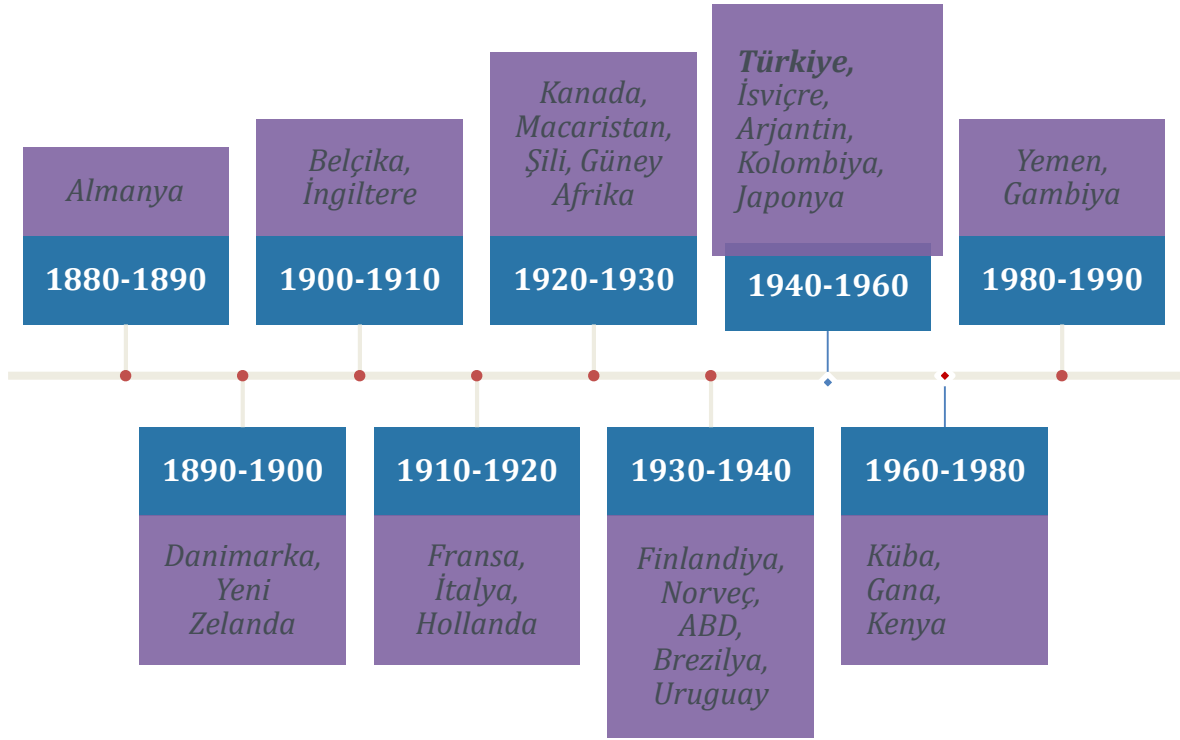 Almanya
1880-1890
Danimarka,
Yeni
Zelanda
1890-1900
Belçika,
İngiltere
1900-1910
1910-1920
Fransa,
İtalya,
Hollanda
Kanada,
Macaristan,
Şili, Güney
Afrika
1920-1930
1930-1940
Finlandiya,
Norveç,
ABD,
Brezilya,
Uruguay
Türkiye,
İsviçre,
Arjantin,
Kolombiya,
Japonya
1940-1960
1960-1980
Küba,
Gana,
Kenya
Yemen,
Gambiya
1980-1990